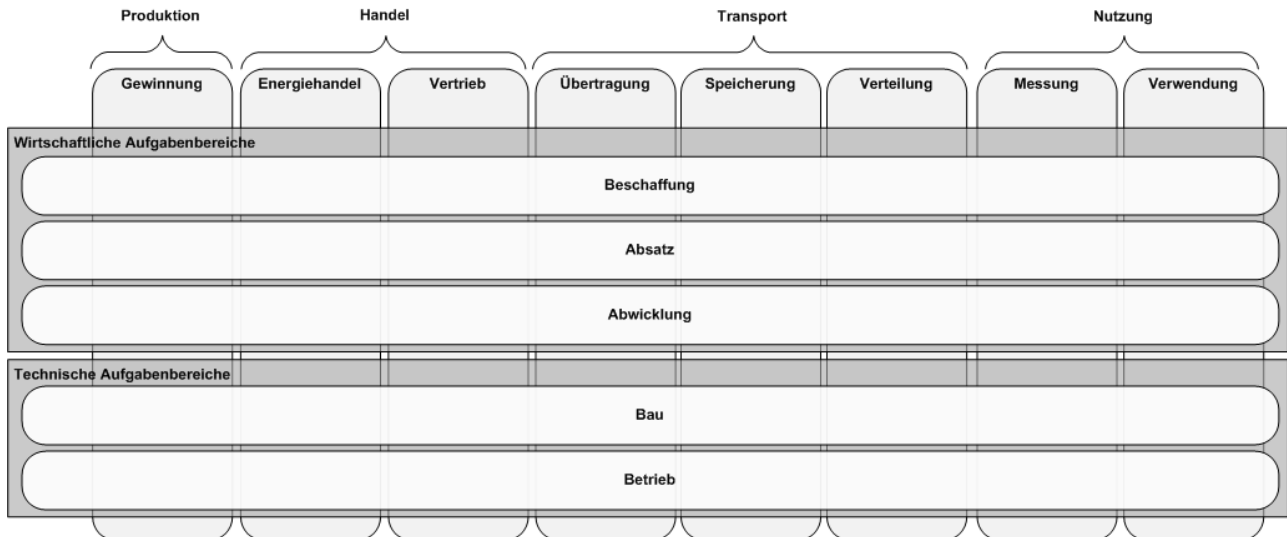 Produktion Handel Transport Nutzung
Gewinnung Energiehandel Vertrieb Übertragung Speicherung Verteilung Messung Verwendung
Wirtschaftliche Aufgabenbereiche
Beschaffung
Absatz
Abwicklung
Technische Aufgabenbereiche
Bau
Betrieb